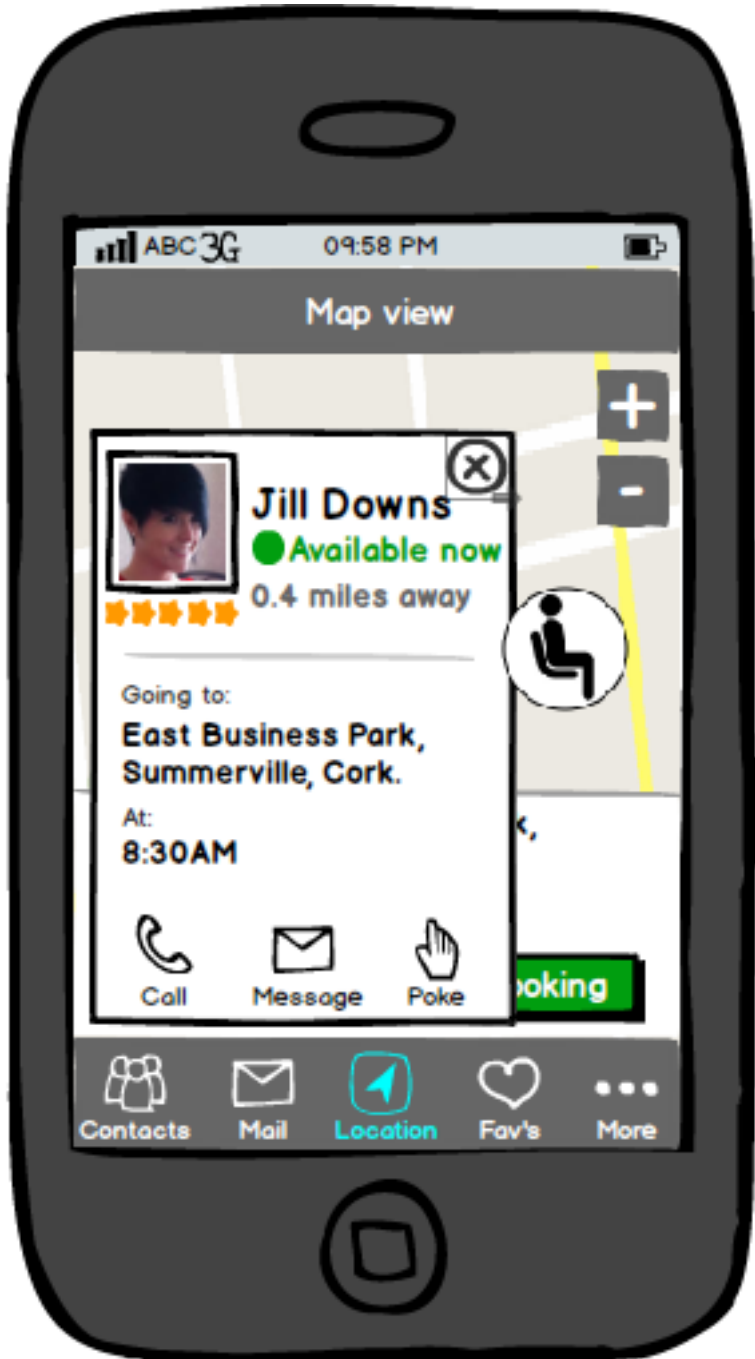 ABC 3G 09:58 PM
Map view
+
-
Jill Downs
Available now
0.4 miles away
Going to:
East Business Park,
Summerville, Cork.
At:
8:30AM
Call Message Poke
Contacts Mail Location Fav's More